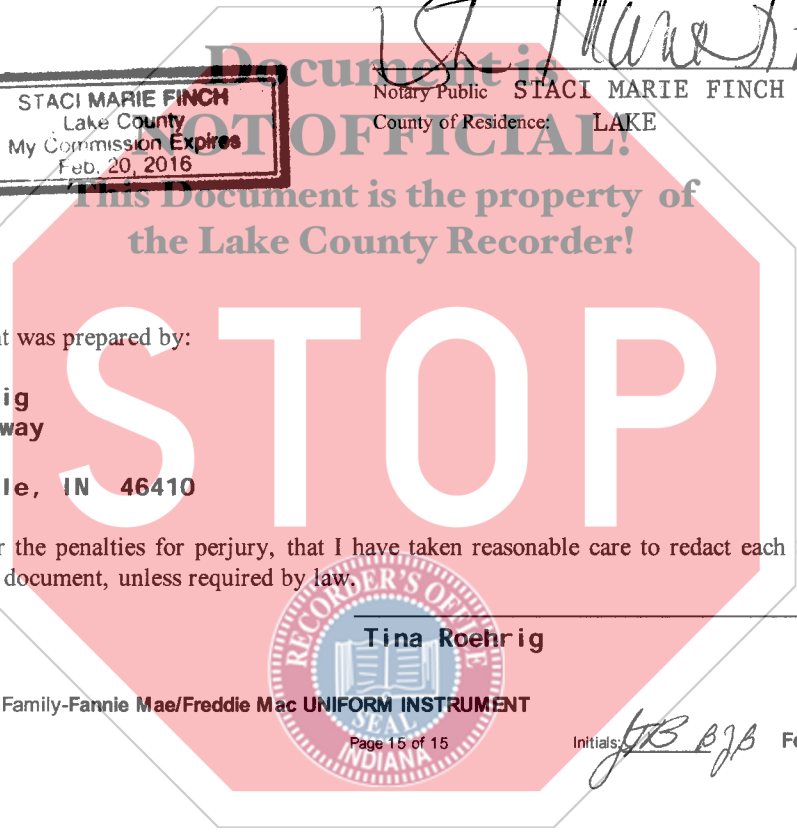 Document is
NOT OFFICIAL!
This Document is the property of
the Lake County Recorder!
STACI MARIE FINCH
Lake County
My Commission Expires
Feb. 20, 2016
Notary Public STACI MARIE FINCH
County of Residence: LAKE
STOP
t was prepared by:
ig
way
le, IN 46410
r the penalties for perjury, that I have taken reasonable care to redact each
document, unless required by law.
Tina Roehrig
RECORDER'S OFFICE
SEAL
INDIANA
Family-Fannie Mae/Freddie Mac UNIFORM INSTRUMENT
Page 15 of 15
Initials: JTB BJB Fo